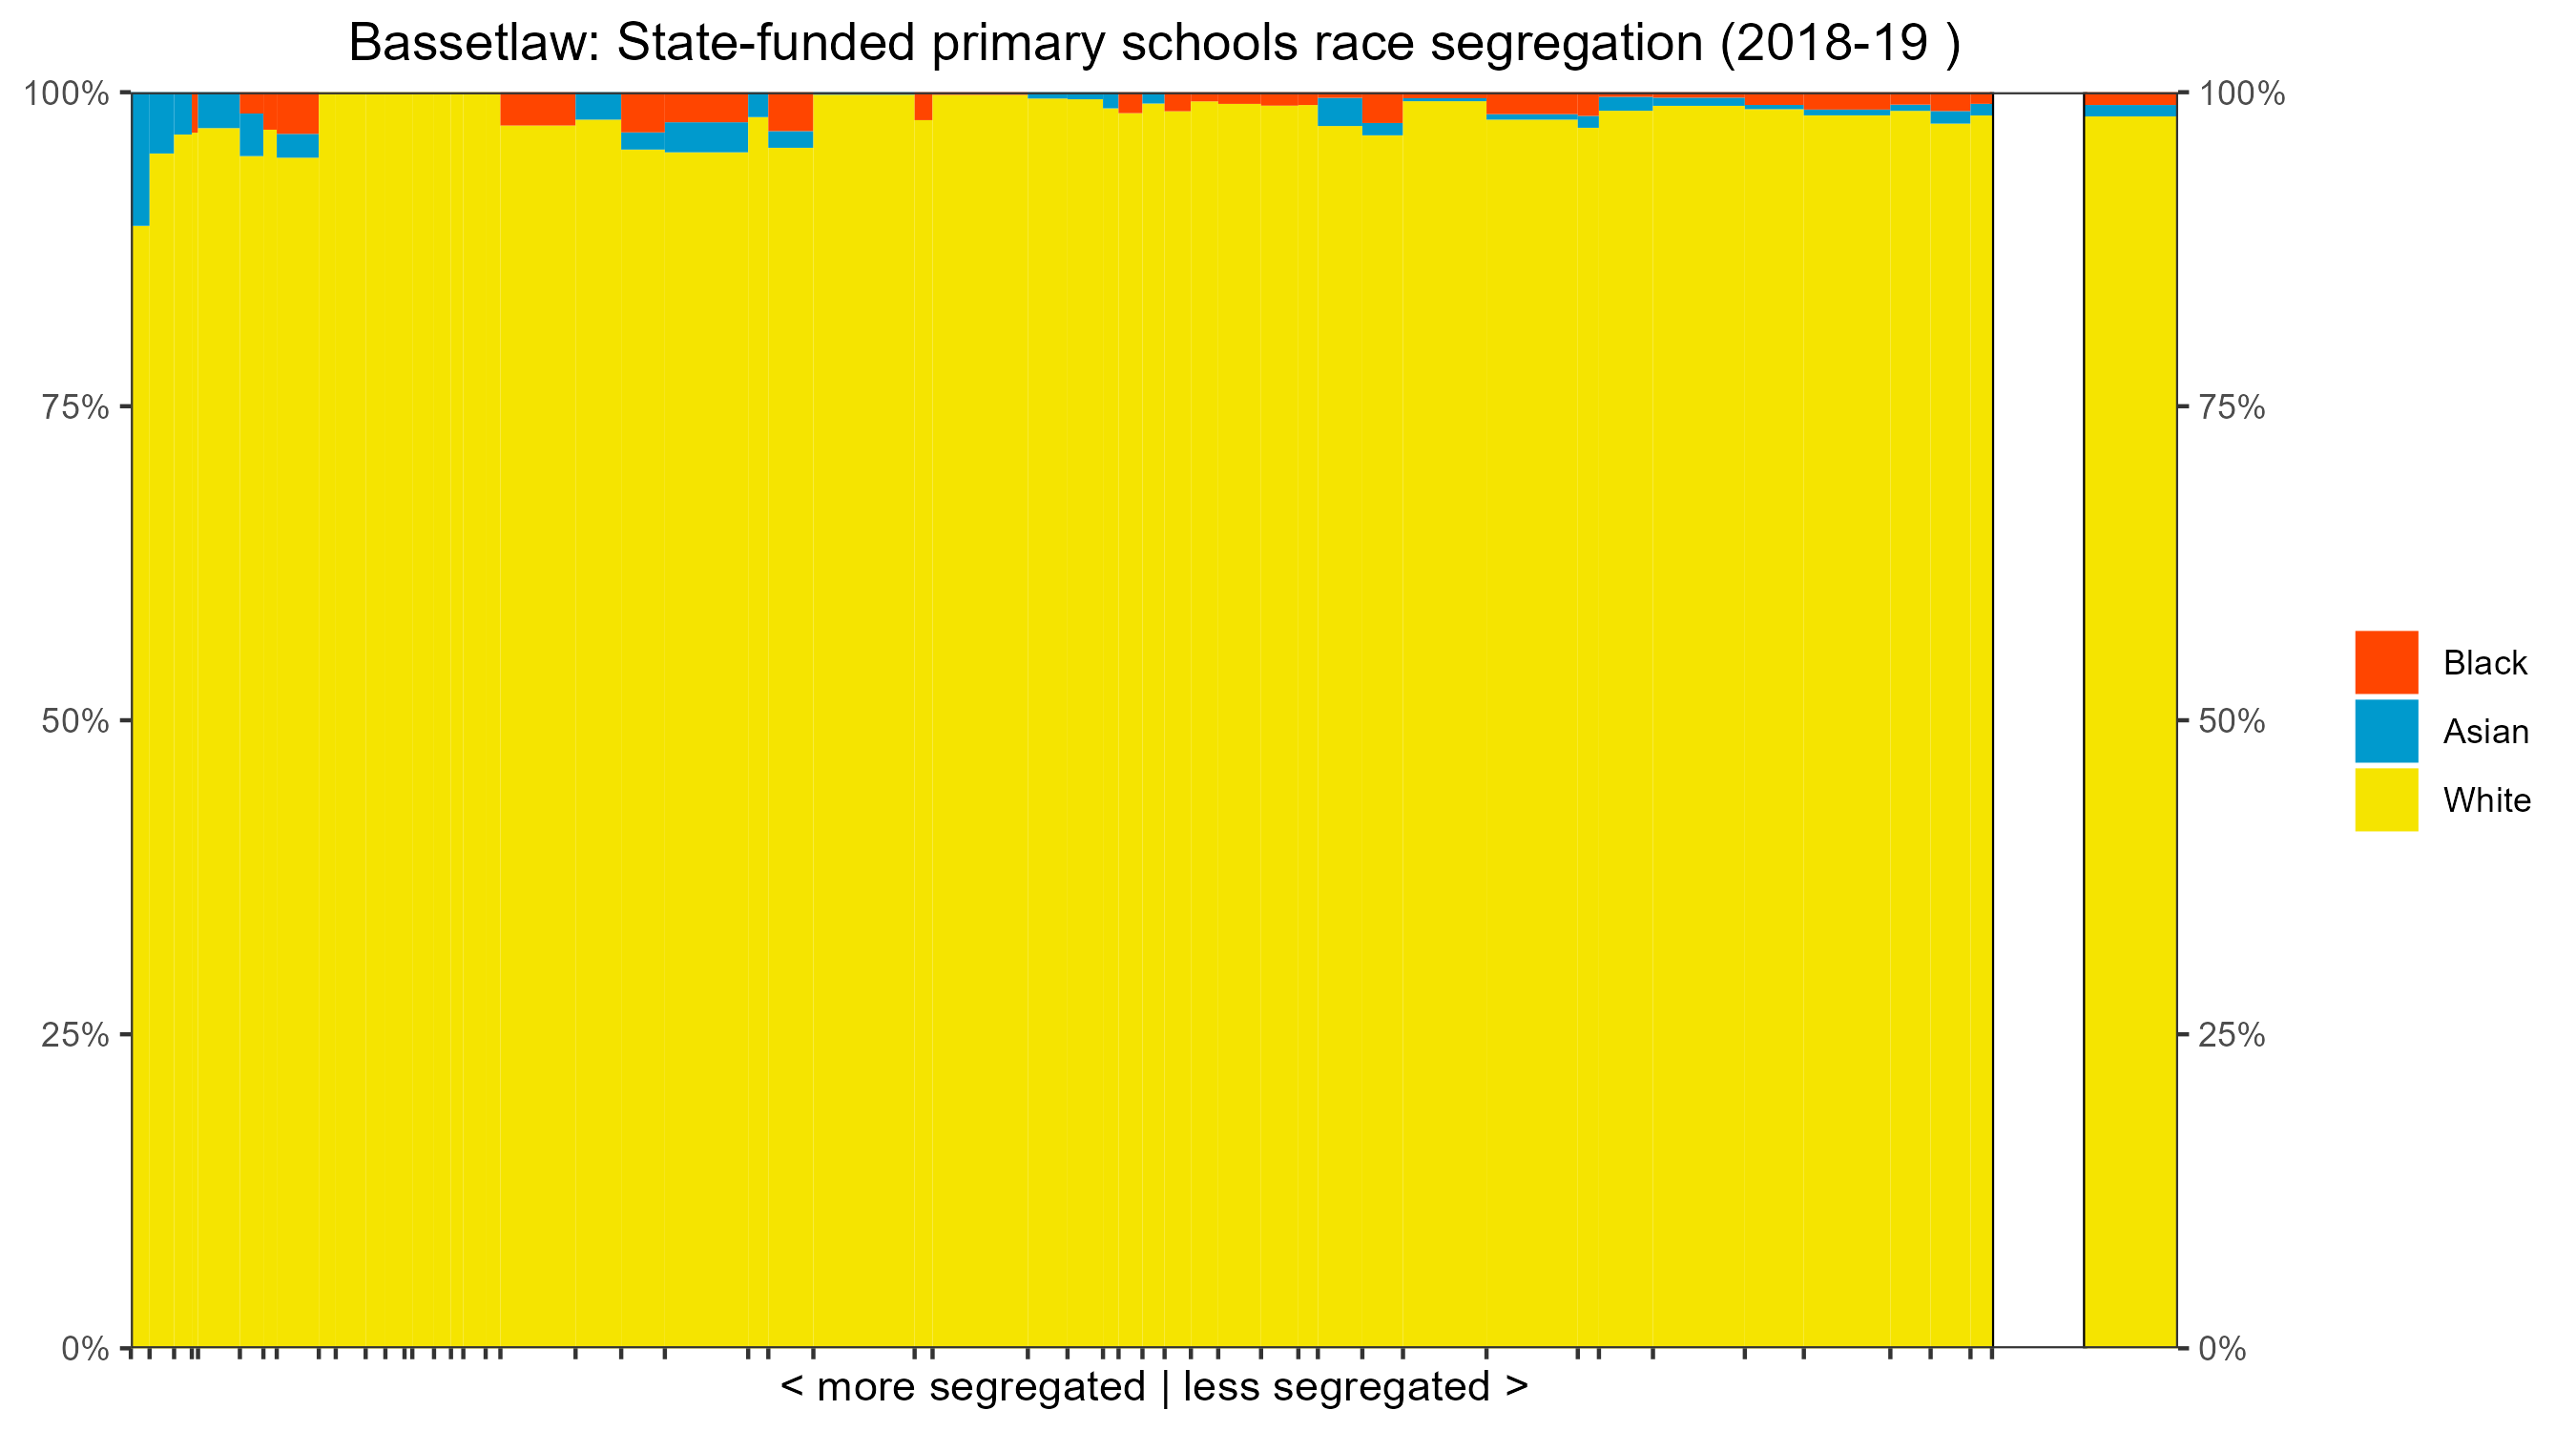 Bassetlaw: State-funded primary schools race segregation (2018-19 )
100%
75%
50%
25%
0%
100%
75%
50%
25%
0%
Black
Asian
White
< more segregated | less segregated >